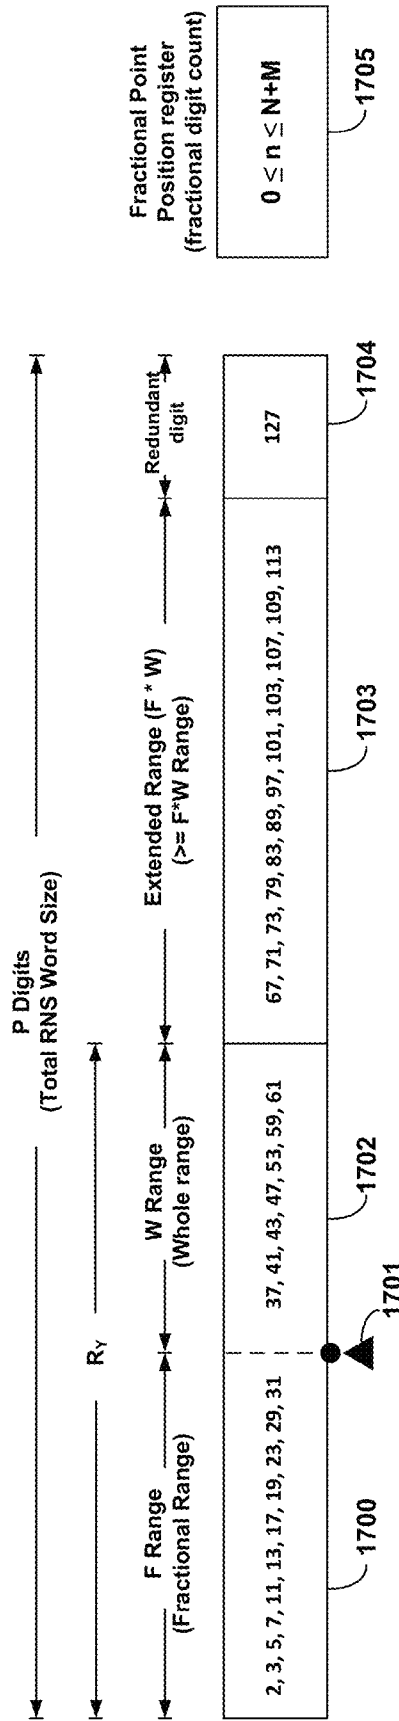 P Digits
(Total RNS Word Size)
R_Y
F Range
(Fractional Range)
W Range
(Whole range)
Extended Range (F * W)
(>= F*W Range)
Redundant
digit
Fractional Point
Position register
(fractional digit count)
2, 3, 5, 7, 11, 13, 17, 19, 23, 29, 31
37, 41, 43, 47, 53, 59, 61
67, 71, 73, 79, 83, 89, 97, 101, 103, 107, 109, 113
127
0 ≤ n ≤ N+M
1700
1701
1702
1703
1704
1705